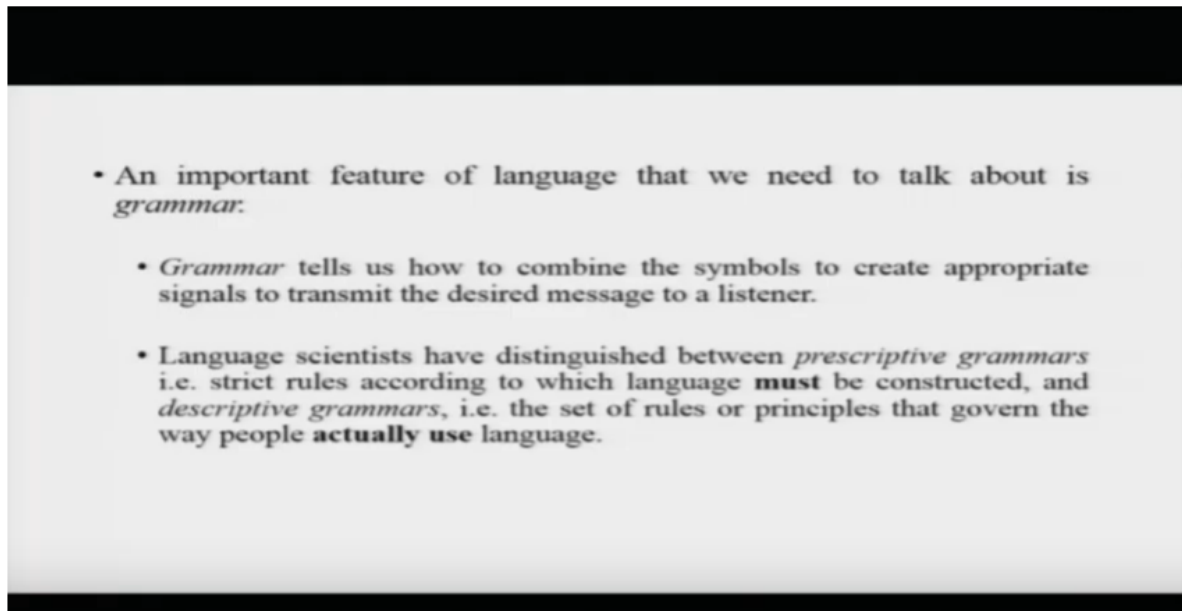 • An important feature of language that we need to talk about is
grammar.
• Grammar tells us how to combine the symbols to create appropriate
signals to transmit the desired message to a listener.
• Language scientists have distinguished between prescriptive grammars
i.e. strict rules according to which language must be constructed, and
descriptive grammars, i.e. the set of rules or principles that govern the
way people actually use language.